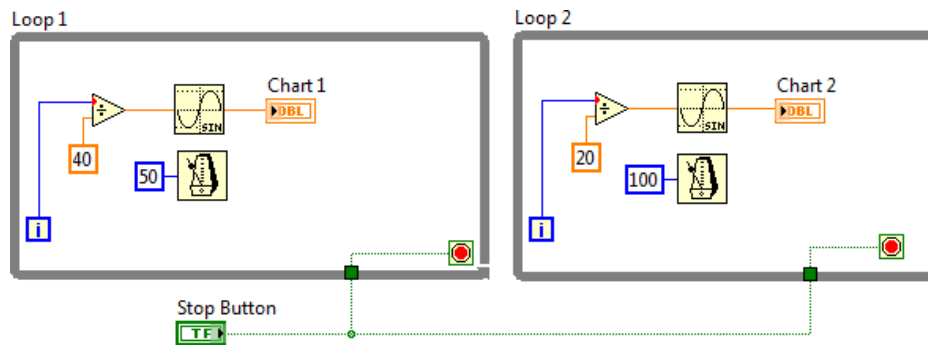 Loop 1
Loop 2
÷
SIN
Chart 1
DBL
40
50
i
÷
SIN
Chart 2
DBL
20
100
i
Stop Button
TF